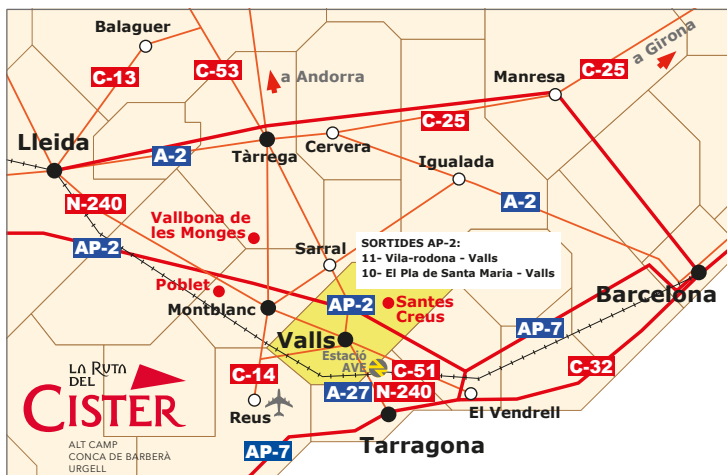 Balaguer
C-13
C-53
a Andorra
a Girona
C-25
Manresa
Lleida
A-2
Tàrrega
Cervera
C-25
Igualada
A-2
N-240
Vallbona de
les Monges
AP-2
Sarral
SORTIDES AP-2:
11- Vila-rodona - Valls
10- El Pla de Santa Maria - Valls
Poblet
Montblanc
AP-2
Santes
Creus
Barcelona
AP-7
Valls
Estació
AVE
C-51
C-32
C-14
A-27
N-240
El Vendrell
Reus
Tarragona
AP-7
LA RUTA
DEL
CISTER
ALT CAMP
CONCA DE BARBERÀ
URGELL